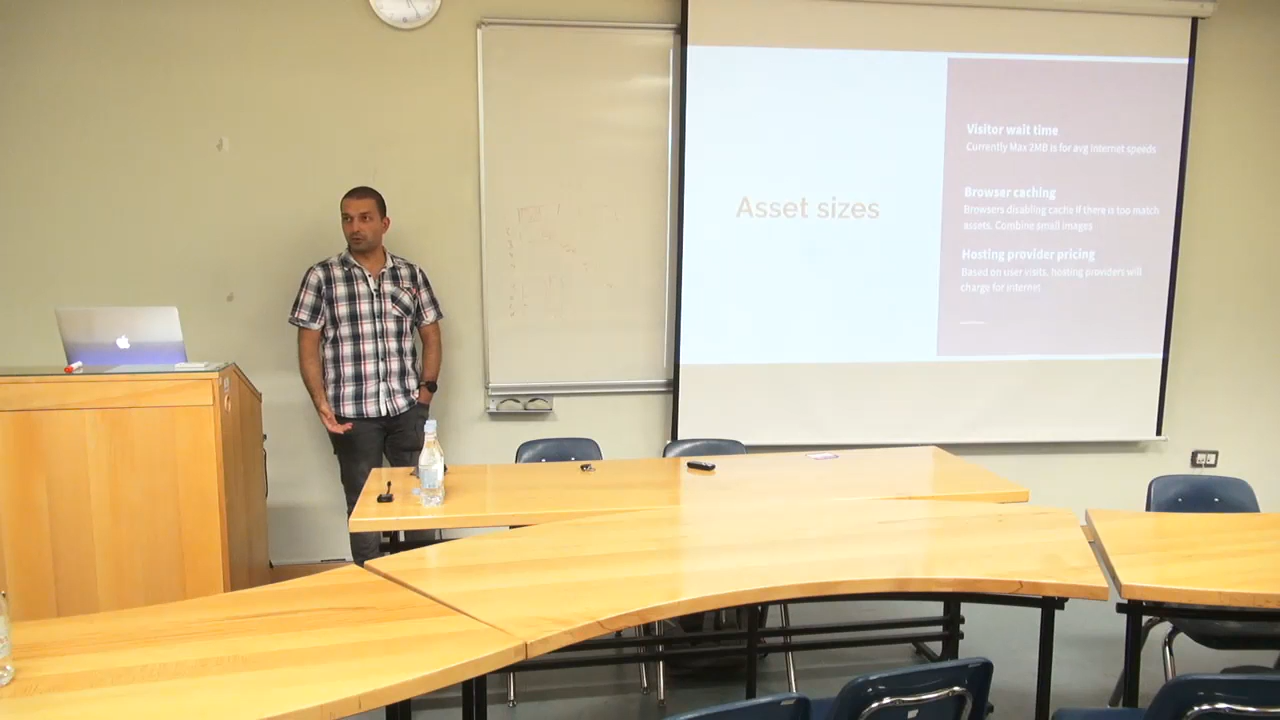 Asset sizes
Visitor wait time
Currently Max 2MB is for avg internet speeds
Browser caching
Browsers disabling cache if there is too match
assets. Combine small images
Hosting provider pricing
Based on user visits, hosting providers will
charge for internet